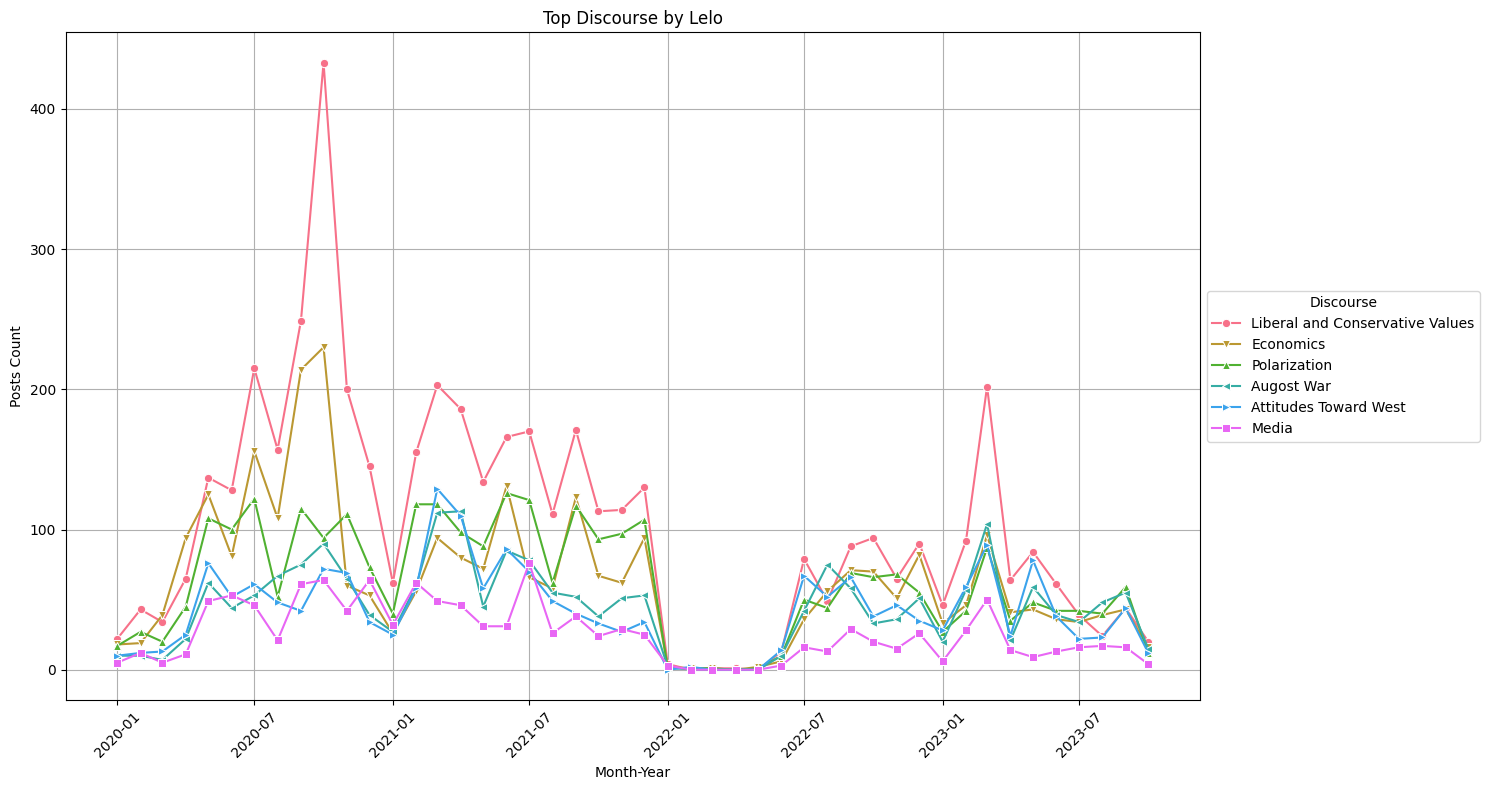 Top Discourse by Lelo
Posts Count
400
300
200
100
0
2020-01
2020-07
2021-01
2021-07
2022-01
2022-07
2023-01
2023-07
Month-Year
Discourse
Liberal and Conservative Values
Economics
Polarization
Augost War
Attitudes Toward West
Media